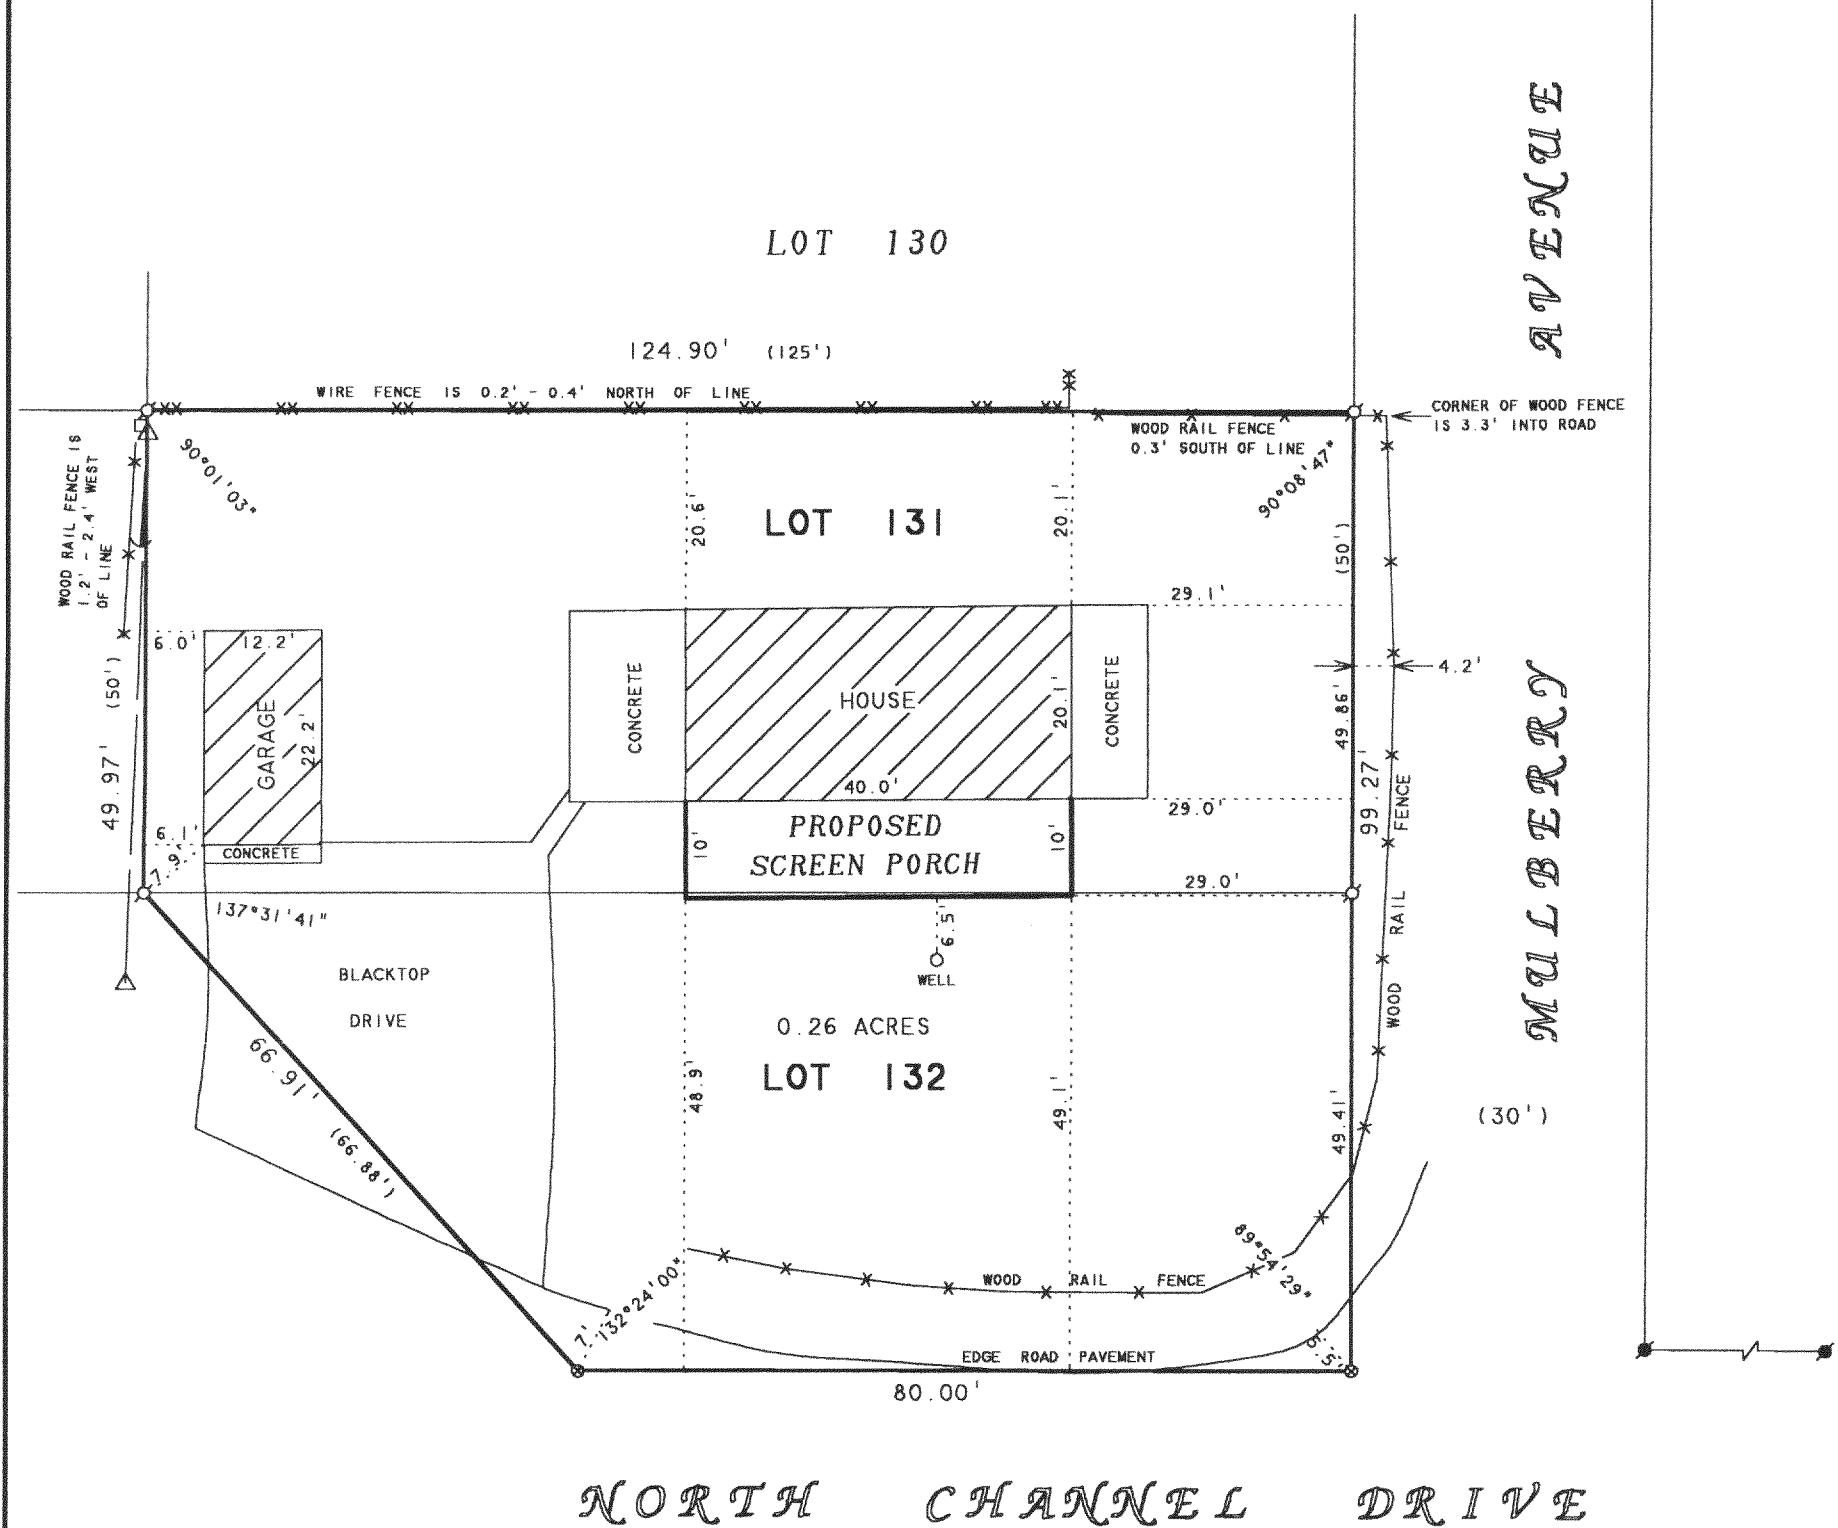 AVENUE
LOT 130
124.90' (125')
WIRE FENCE IS 0.2' - 0.4' NORTH OF LINE
CORNER OF WOOD FENCE
IS 3.3' INTO ROAD
WOOD RAIL FENCE
0.3' SOUTH OF LINE
WOOD RAIL FENCE IS
1.2' - 2.4' WEST
OF LINE
90°01'03"
90°08'47"
20.6'
LOT 131
20.1'
(50')
29.1'
6.0'
12.2'
(50')
49.97'
GARAGE
22.2'
CONCRETE
HOUSE
20.1'
CONCRETE
40.0'
4.2'
49.86'
99.27'
29.0'
6.1'
CONCRETE
7.9'
10'
PROPOSED
SCREEN PORCH
10'
29.0'
137°31'41"
6.5'
WELL
BLACKTOP
DRIVE
0.26 ACRES
LOT 132
66.91'
(66.88')
48.9'
49.1'
49.41'
WOOD RAIL FENCE
MULBERRY
(30')
132°24'00"
7'
WOOD RAIL FENCE
89°54'29"
5.5'
EDGE ROAD PAVEMENT
80.00'
NORTH CHANNEL DRIVE